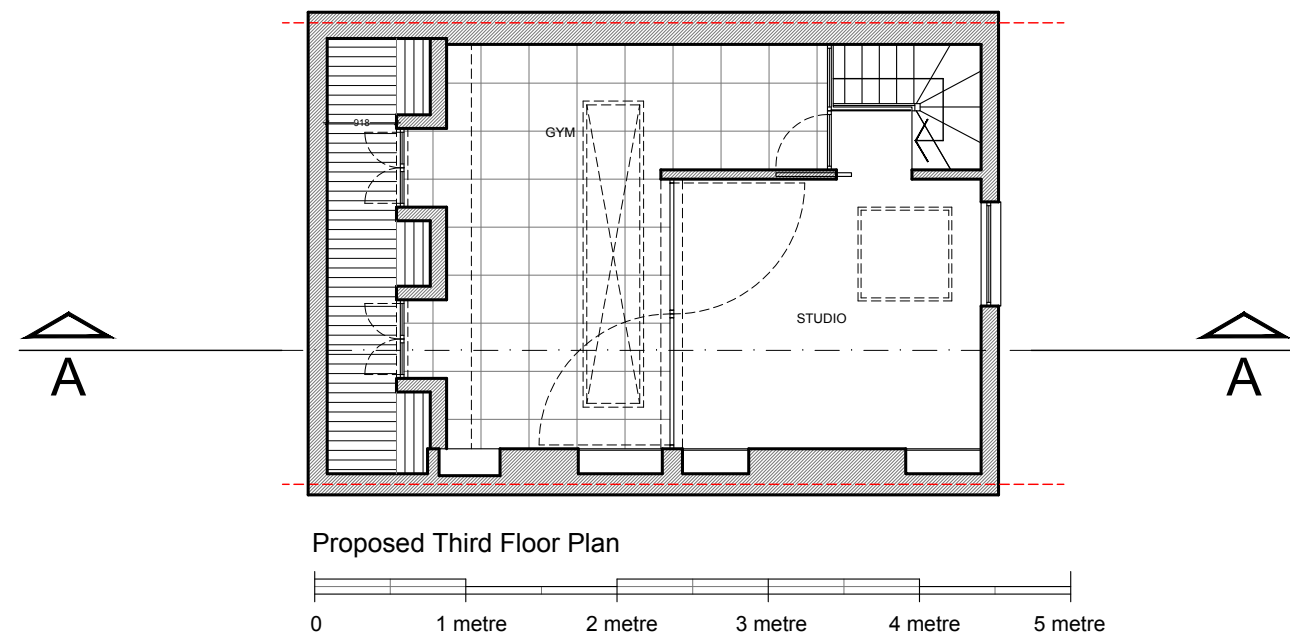 918
GYM
STUDIO
A
A
Proposed Third Floor Plan
0 1 metre 2 metre 3 metre 4 metre 5 metre